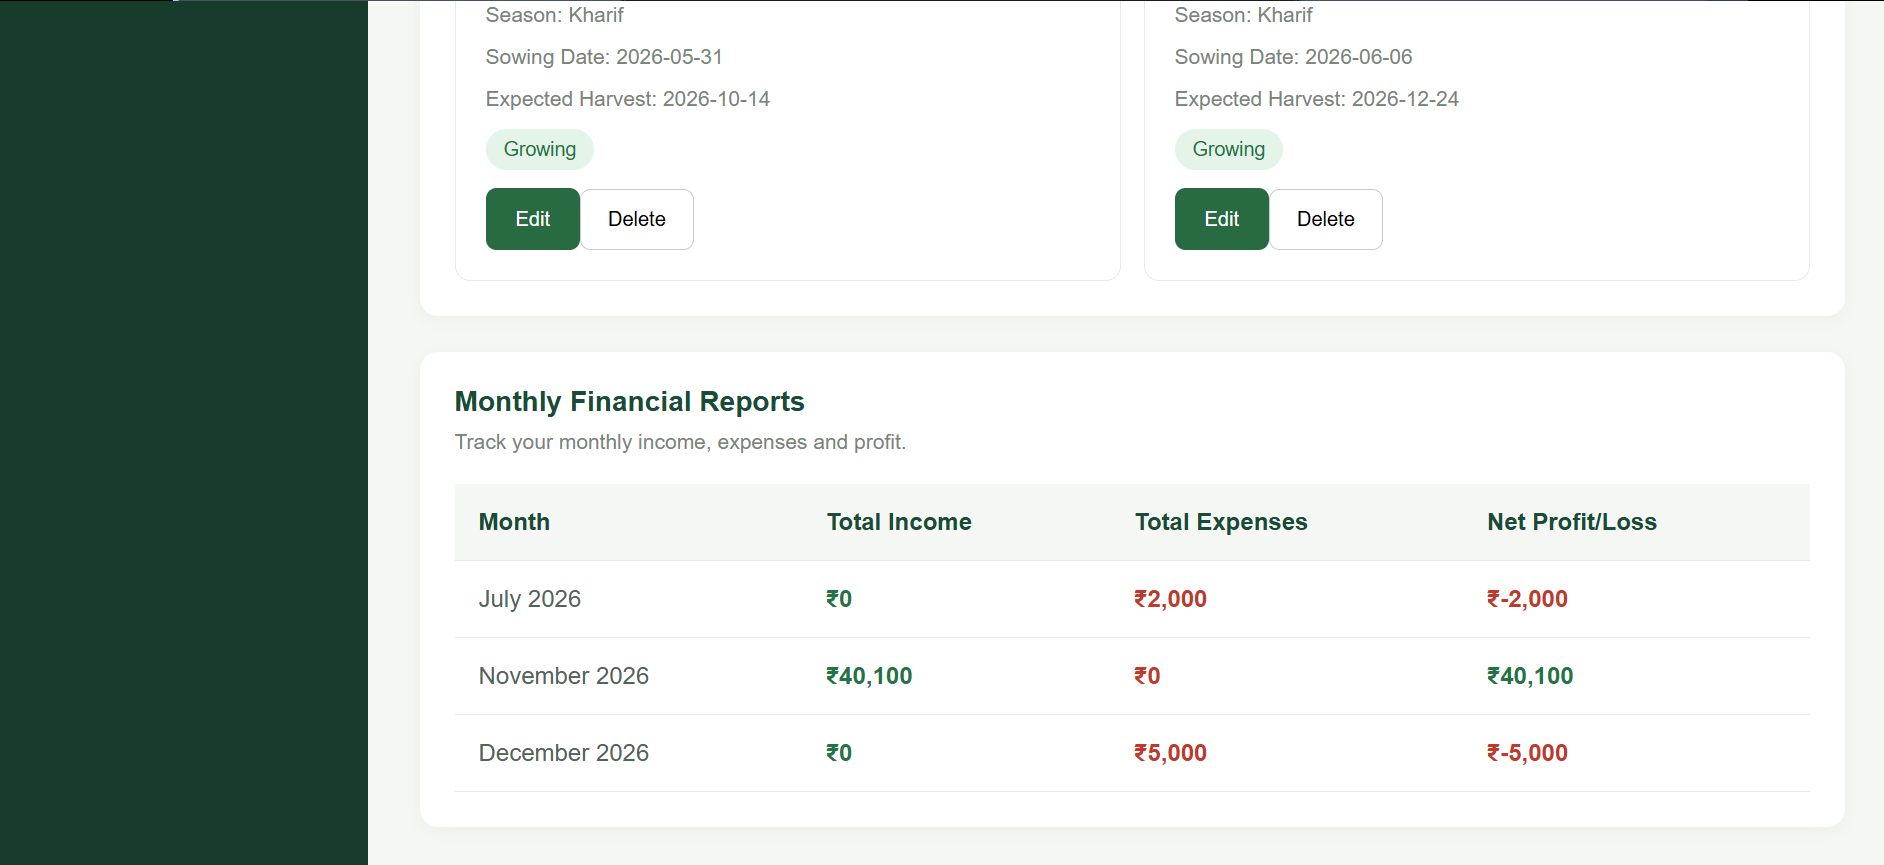 Season: Kharif
Sowing Date: 2026-05-31
Expected Harvest: 2026-10-14
Growing
Edit Delete
Season: Kharif
Sowing Date: 2026-06-06
Expected Harvest: 2026-12-24
Growing
Edit Delete
Monthly Financial Reports
Track your monthly income, expenses and profit.
Month Total Income Total Expenses Net Profit/Loss
July 2026 ₹0 ₹2,000 ₹-2,000
November 2026 ₹40,100 ₹0 ₹40,100
December 2026 ₹0 ₹5,000 ₹-5,000